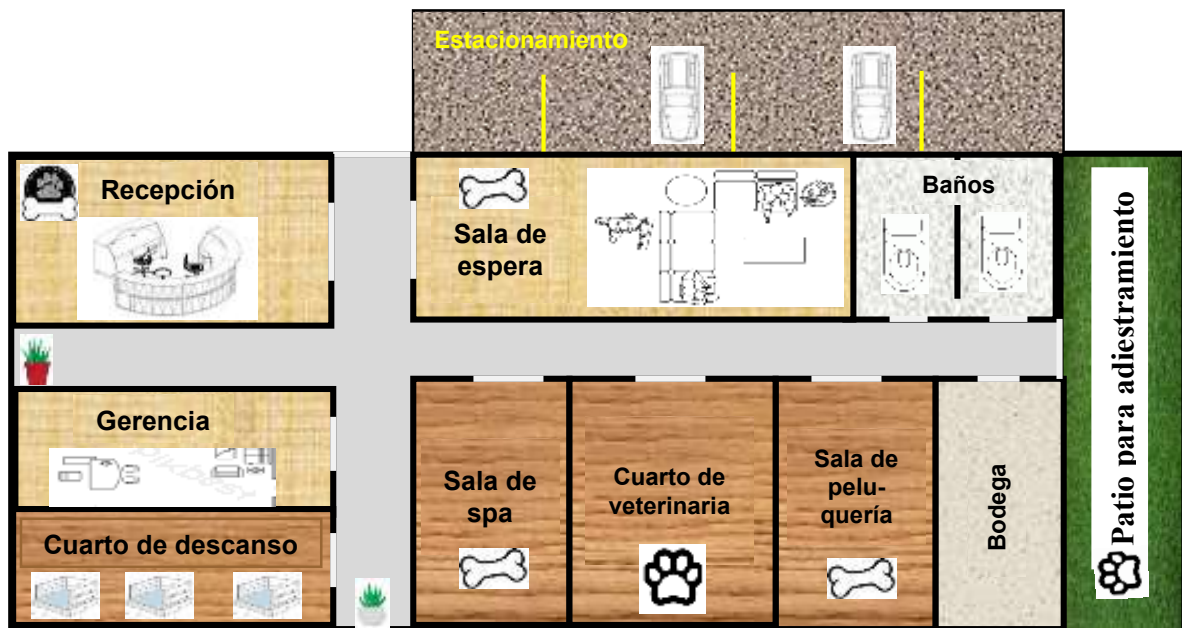 Estacionamiento
Recepción
Sala de
espera
Baños
Patio para adiestramiento
Gerencia
Cuarto de descanso
Sala de
spa
Cuarto de
veterinaria
Sala de
pelu-
quería
Bodega